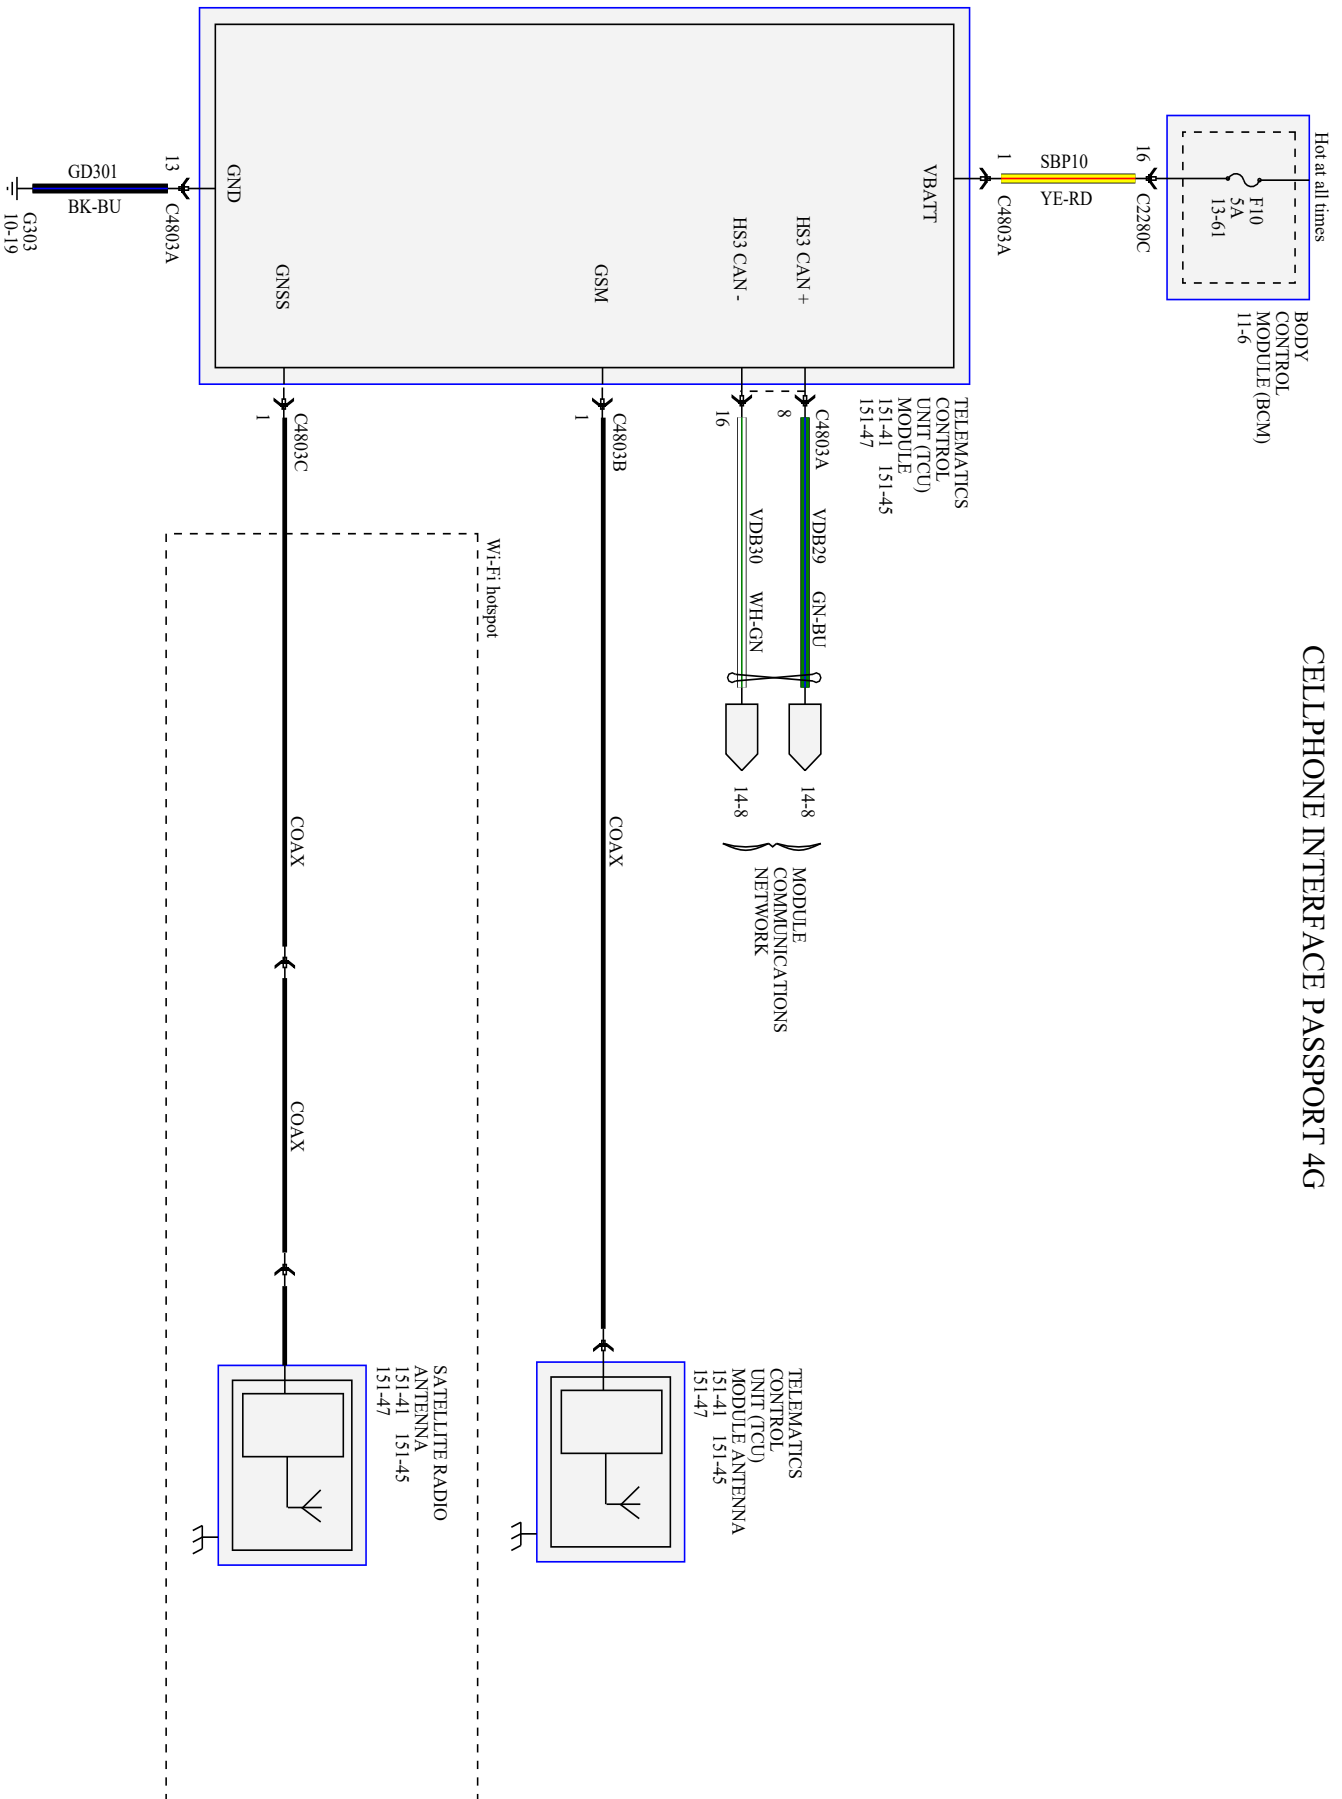 CELLPHONE INTERFACE PASSPORT 4G
Hot at all times
F10
5A
13-61
BODY
CONTROL
MODULE (BCM)
11-6
16
C2280C
SBP10
YE-RD
1
C4803A
VBATT
HS3 CAN +
HS3 CAN -
GSM
GNSS
GND
TELEMATICS
CONTROL
UNIT (TCU)
MODULE
151-41 151-45
151-47
8
C4803A
VDB29
GN-BU
14-8
16
VDB30
WH-GN
14-8
MODULE
COMMUNICATIONS
NETWORK
1
C4803B
COAX
TELEMATICS
CONTROL
UNIT (TCU)
MODULE ANTENNA
151-41 151-45
151-47
Wi-Fi hotspot
1
C4803C
COAX
COAX
SATELLITE RADIO
ANTENNA
151-41 151-45
151-47
13
C4803A
GD301
BK-BU
G303
10-19